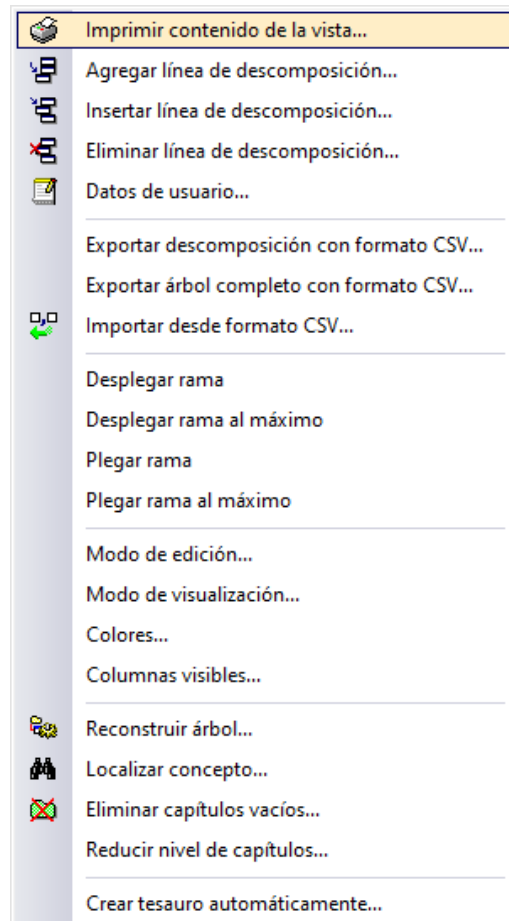 Imprimir contenido de la vista...
Agregar línea de descomposición...
Insertar línea de descomposición...
Eliminar línea de descomposición...
Datos de usuario...
Exportar descomposición con formato CSV...
Exportar árbol completo con formato CSV...
Importar desde formato CSV...
Desplegar rama
Desplegar rama al máximo
Plegar rama
Plegar rama al máximo
Modo de edición...
Modo de visualización...
Colores...
Columnas visibles...
Reconstruir árbol...
Localizar concepto...
Eliminar capítulos vacíos...
Reducir nivel de capítulos...
Crear tesauro automáticamente...